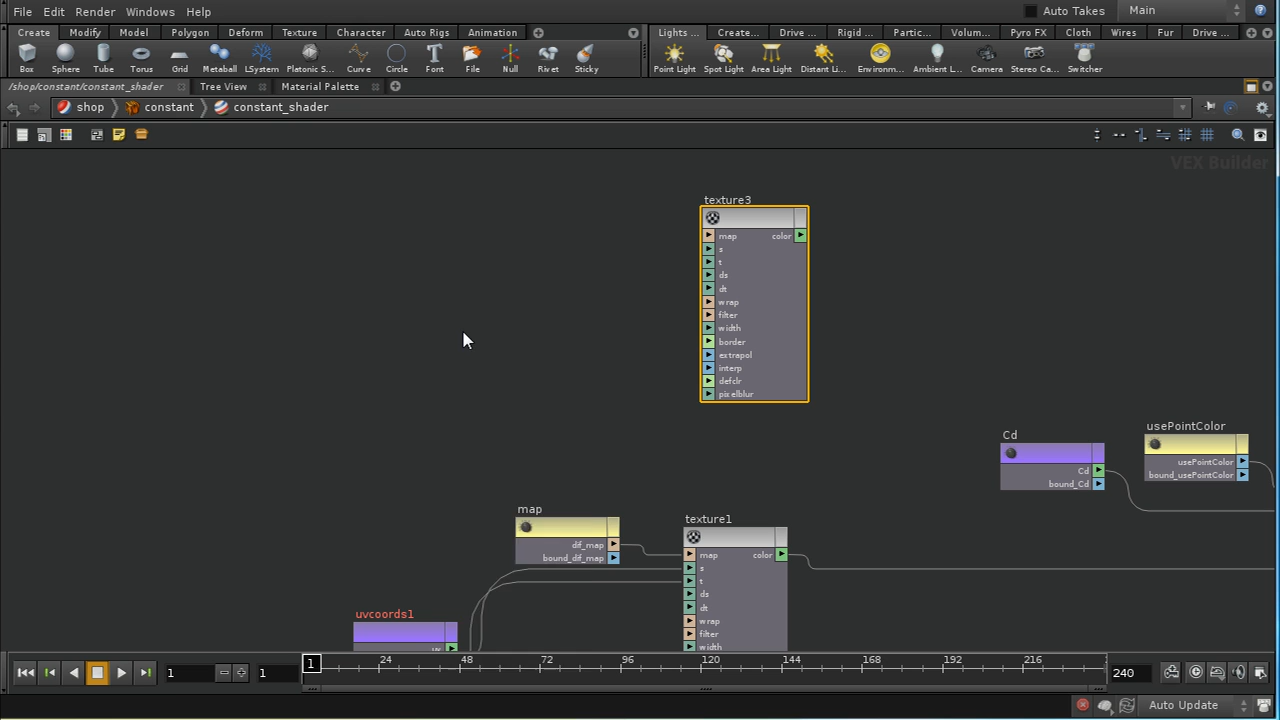 File Edit Render Windows Help Auto Takes Main
Create Modify Model Polygon Deform Texture Character Auto Rigs Animation Lights ... Create... Drive ... Rigid ... Partic... Volum... Pyro FX Cloth Wires Fur Drive ...
Box Sphere Tube Torus Grid Metaball LSystem Platonic S... Curve Circle Font File Null Rivet Sticky Point Light Spot Light Area Light Distant Li... Environm... Ambient L... Camera Stereo Ca... Switcher
/shop/constant/constant_shader Tree View Material Palette
shop constant constant_shader
VEX Builder
texture3
map color
s
t
ds
dt
wrap
filter
width
border
extrapol
interp
defclr
pixelblur
Cd
Cd
bound_Cd
usePointColor
usePointColor
bound_usePointColor
map
dif_map
bound_dif_map
texture1
map color
s
t
ds
dt
wrap
filter
width
uvcoords1
uv
1 1 1 24 48 72 96 120 144 168 192 216 240
Auto Update